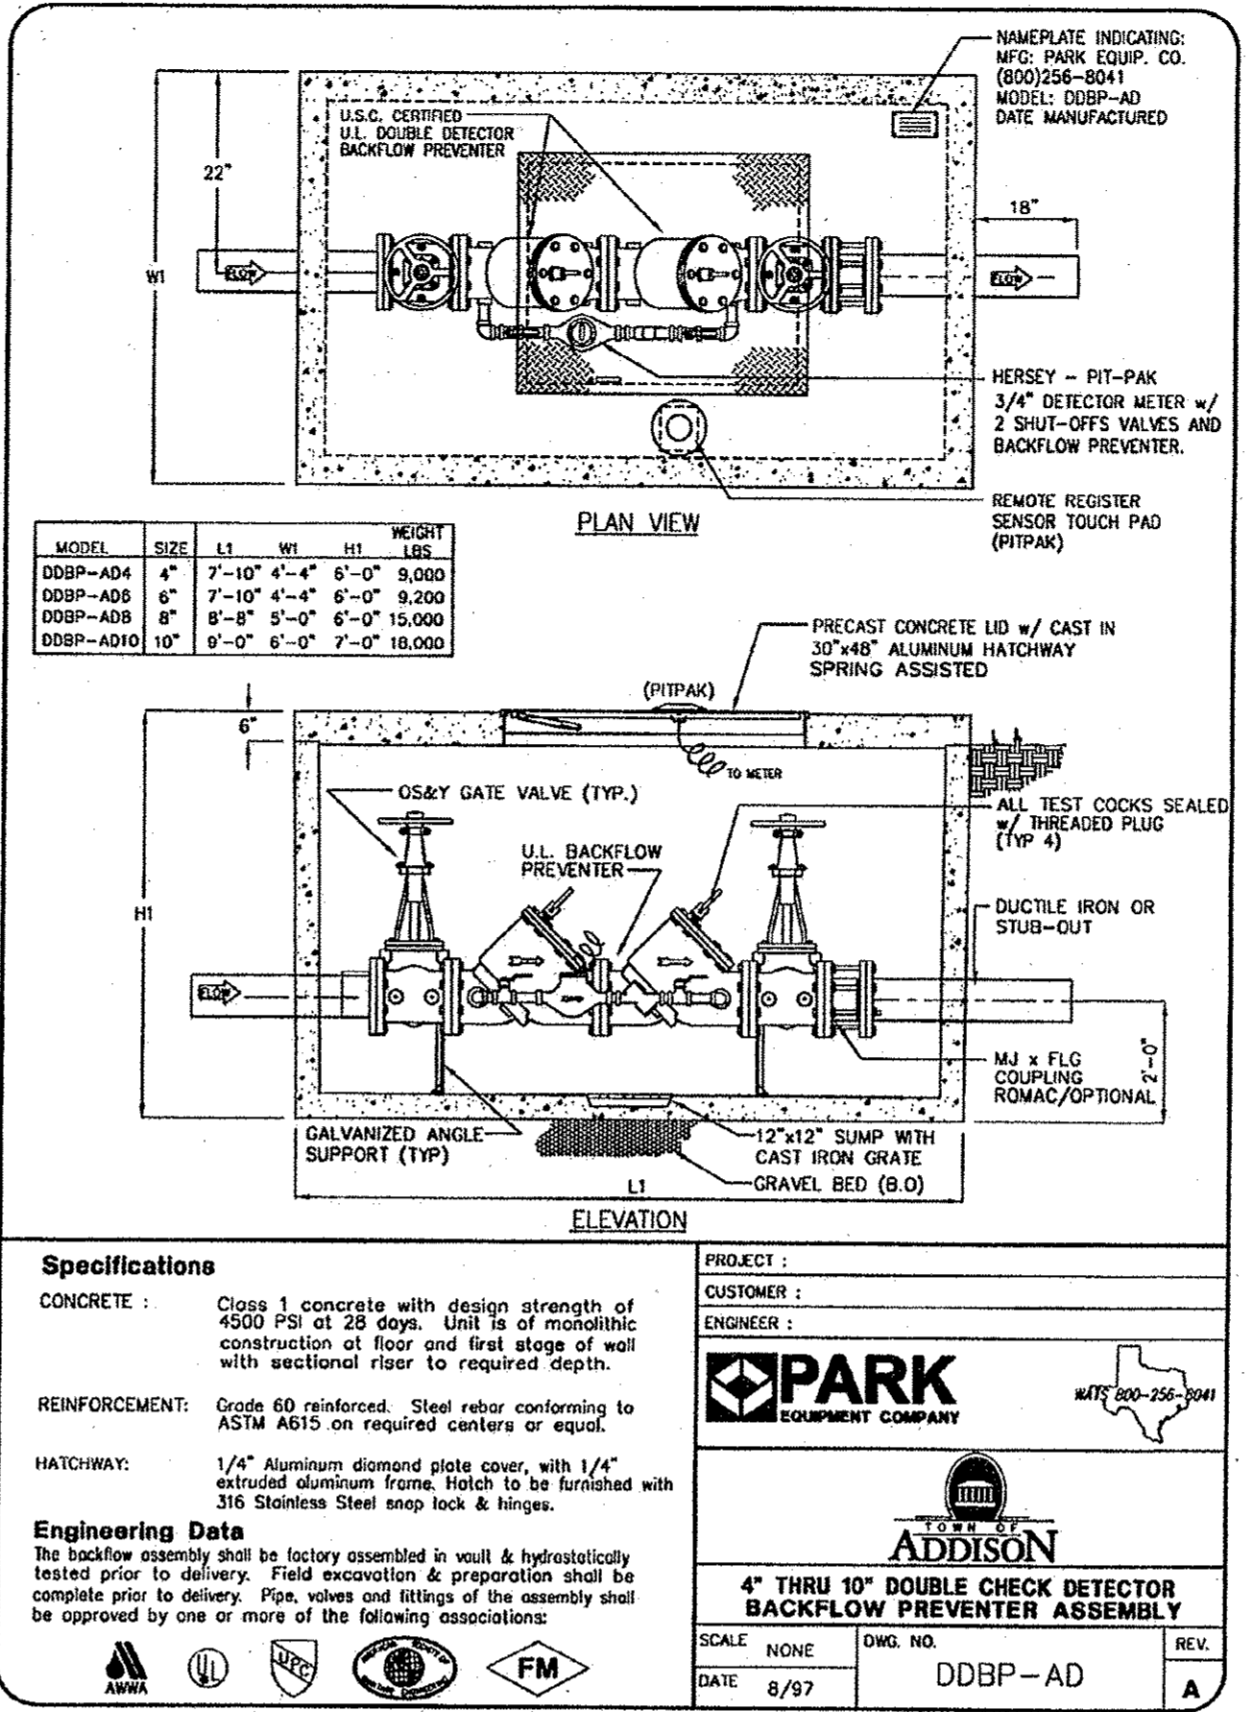 NAMEPLATE INDICATING:
MFG: PARK EQUIP. CO.
(800)256-8041
MODEL: DDBP-AD
DATE MANUFACTURED
U.S.C. CERTIFIED
U.L. DOUBLE DETECTOR
BACKFLOW PREVENTER
22"
18"
W1
FLOW
FLOW
HERSEY - PIT-PAK
3/4" DETECTOR METER w/
2 SHUT-OFFS VALVES AND
BACKFLOW PREVENTER.
REMOTE REGISTER
SENSOR TOUCH PAD
(PITPAK)
PLAN VIEW
MODEL SIZE L1 W1 H1 WEIGHT LBS
DDBP-AD4 4" 7'-10" 4'-4" 6'-0" 9,000
DDBP-AD6 6" 7'-10" 4'-4" 6'-0" 9,200
DDBP-AD8 8" 8'-8" 5'-0" 6'-0" 15,000
DDBP-AD10 10" 9'-0" 6'-0" 7'-0" 18,000
PRECAST CONCRETE LID w/ CAST IN
30"x48" ALUMINUM HATCHWAY
SPRING ASSISTED
(PITPAK)
6"
TO METER
OS&Y GATE VALVE (TYP.)
ALL TEST COCKS SEALED
w/ THREADED PLUG
(TYP 4)
U.L. BACKFLOW
PREVENTER
H1
DUCTILE IRON OR
STUB-OUT
FLOW
MJ x FLG
COUPLING
ROMAC/OPTIONAL
2'-0"
GALVANIZED ANGLE
SUPPORT (TYP)
12"x12" SUMP WITH
CAST IRON GRATE
GRAVEL BED (B.O)
L1
ELEVATION
Specifications
CONCRETE :
Class 1 concrete with design strength of
4500 PSI at 28 days. Unit is of monolithic
construction at floor and first stage of wall
with sectional riser to required depth.
REINFORCEMENT:
Grade 60 reinforced. Steel rebar conforming to
ASTM A615 on required centers or equal.
HATCHWAY:
1/4" Aluminum diamond plate cover, with 1/4"
extruded aluminum frame. Hatch to be furnished with
316 Stainless Steel snap lock & hinges.
Engineering Data
The backflow assembly shall be factory assembled in vault & hydrostatically
tested prior to delivery. Field excavation & preparation shall be
complete prior to delivery. Pipe, valves and fittings of the assembly shall
be approved by one or more of the following associations:
AWWA
UL
UPC
FM
PROJECT :
CUSTOMER :
ENGINEER :
PARK
EQUIPMENT COMPANY
WATS 800-256-8041
TOWN OF
ADDISON
4" THRU 10" DOUBLE CHECK DETECTOR
BACKFLOW PREVENTER ASSEMBLY
SCALE NONE
DATE 8/97
DWG. NO.
DDBP-AD
REV.
A